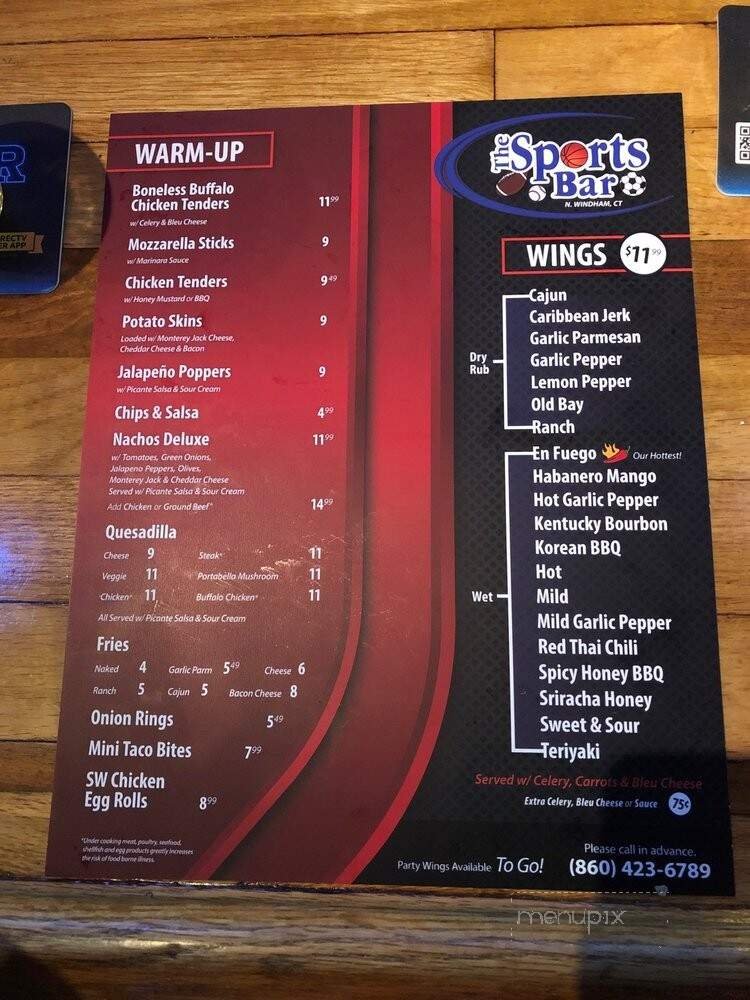 WARM-UP
Boneless Buffalo
Chicken Tenders 11.99
w/ Celery & Bleu Cheese
Mozzarella Sticks 9
w/ Marinara Sauce
Chicken Tenders 9.49
w/ Honey Mustard or BBQ
Potato Skins 9
Loaded w/ Monterey Jack Cheese,
Cheddar Cheese & Bacon
Jalapeño Poppers 9
w/ Picante Salsa & Sour Cream
Chips & Salsa 4.99
Nachos Deluxe 11.99
w/ Tomatoes, Green Onions,
Jalapeno Peppers, Olives,
Monterey Jack & Cheddar Cheese
Served w/ Picante Salsa & Sour Cream
Add Chicken or Ground Beef* 14.99
Quesadilla
Cheese 9 Steak* 11
Veggie 11 Portabella Mushroom 11
Chicken* 11 Buffalo Chicken* 11
All Served w/ Picante Salsa & Sour Cream
Fries
Naked 4 Garlic Parm 5.49 Cheese 6
Ranch 5 Cajun 5 Bacon Cheese 8
Onion Rings 5.49
Mini Taco Bites 7.99
SW Chicken
Egg Rolls 8.99
*Under cooking meat, poultry, seafood,
shellfish and egg products greatly increases
the risk of food borne illness.
The Sports
Bar
N. WINDHAM, CT
WINGS $11.99
Dry
Rub
Cajun
Caribbean Jerk
Garlic Parmesan
Garlic Pepper
Lemon Pepper
Old Bay
Ranch
Wet
En Fuego Our Hottest!
Habanero Mango
Hot Garlic Pepper
Kentucky Bourbon
Korean BBQ
Hot
Mild
Mild Garlic Pepper
Red Thai Chili
Spicy Honey BBQ
Sriracha Honey
Sweet & Sour
Teriyaki
Served w/ Celery, Carrots & Bleu Cheese
Extra Celery, Bleu Cheese or Sauce 75¢
Party Wings Available To Go!
Please call in advance.
(860) 423-6789
menupix
R
ER APP